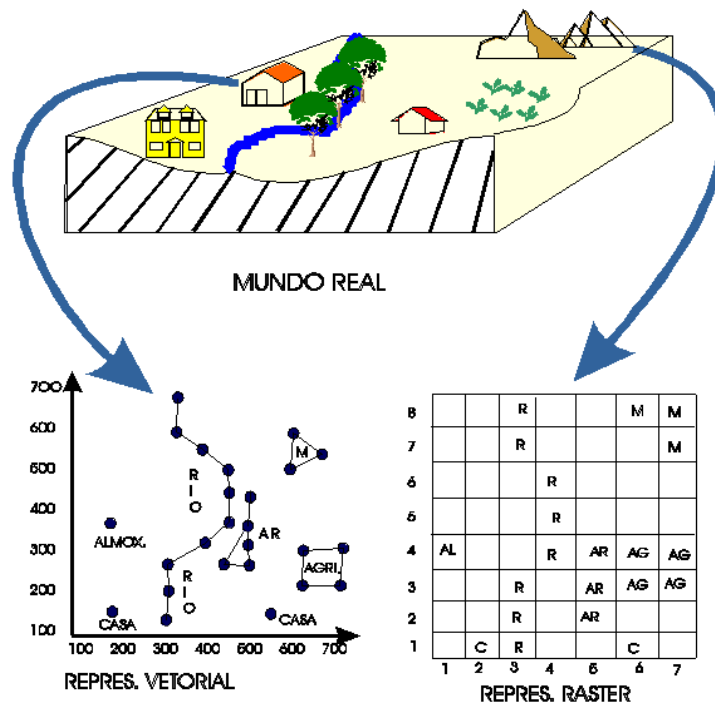 MUNDO REAL
700
600
500
400
300
200
100
100 200 300 400 500 600 700
RIO
RIO
M
AR
ALMOX.
AGRI.
CASA
CASA
REPRES. VETORIAL
8 R M M
7 R M
6 R
5 R
4 AL R AR AG AG
3 R AR AG AG
2 R AR
1 C R C
1 2 3 4 5 6 7
REPRES. RASTER